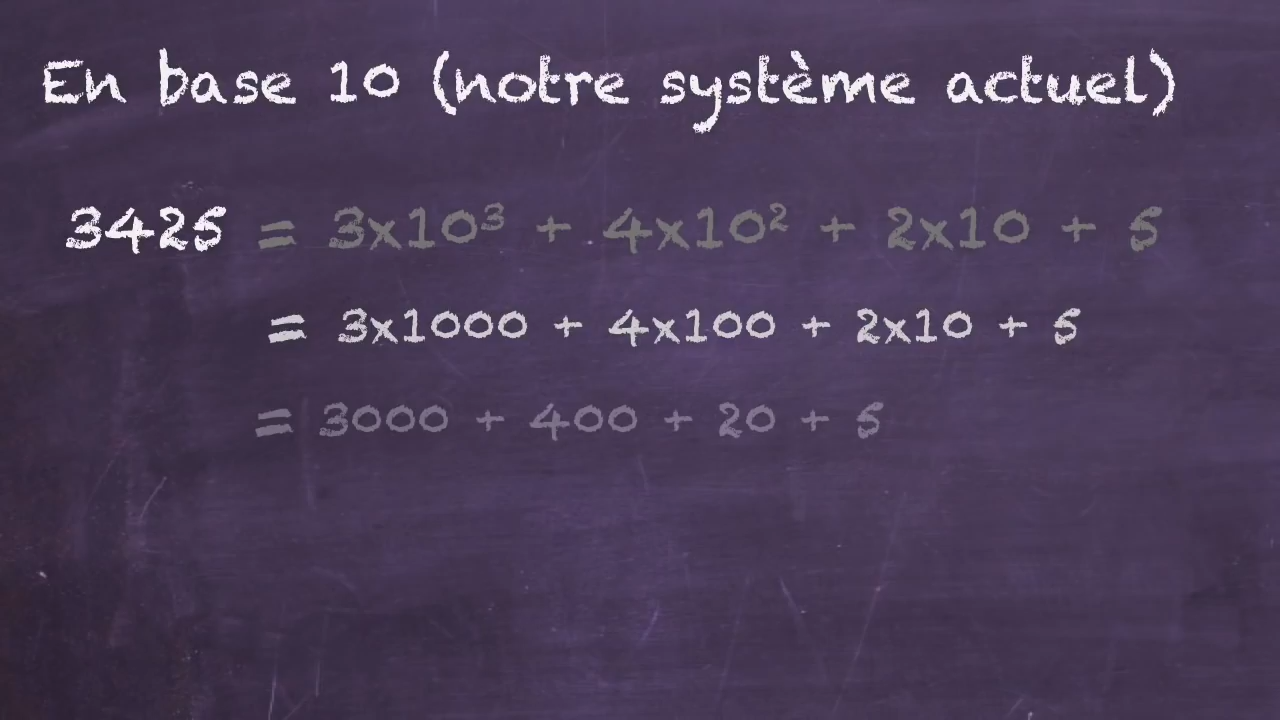 En base 10 (notre système actuel)
3425 = 3x10³ + 4x10² + 2x10 + 5
= 3x1000 + 4x100 + 2x10 + 5
= 3000 + 400 + 20 + 5